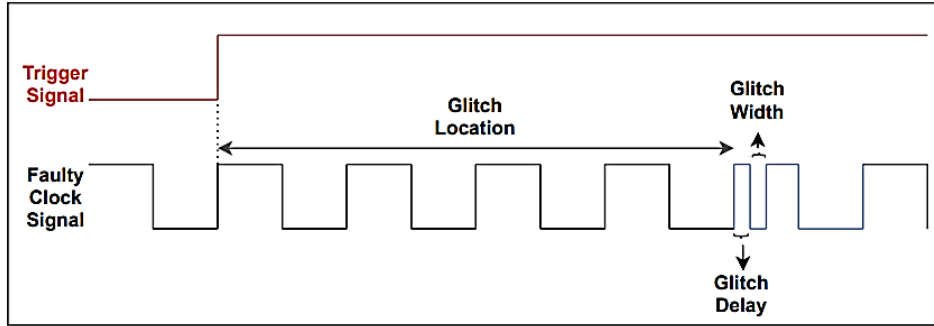 Trigger
Signal
Glitch
Location
Glitch
Width
Faulty
Clock
Signal
Glitch
Delay